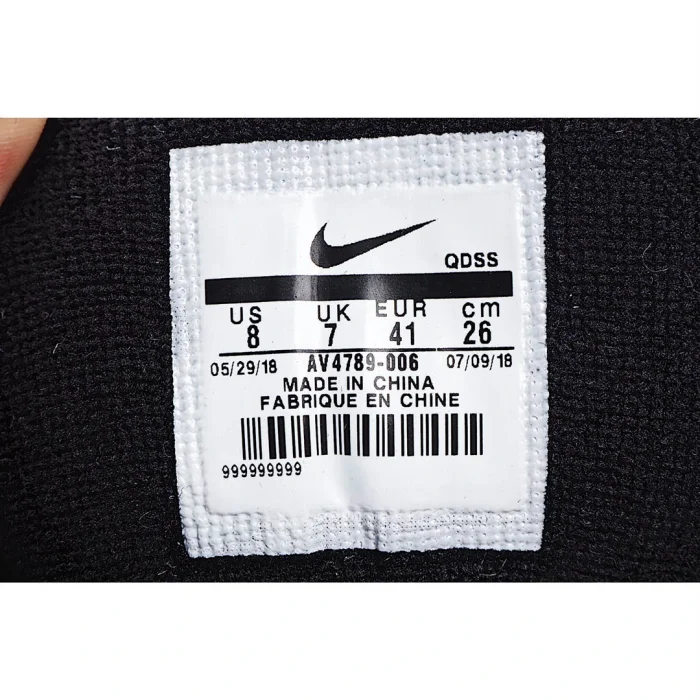 QDSS
US UK EUR cm
8 7 41 26
05/29/18 AV4789-006 07/09/18
MADE IN CHINA
FABRIQUE EN CHINE
999999999